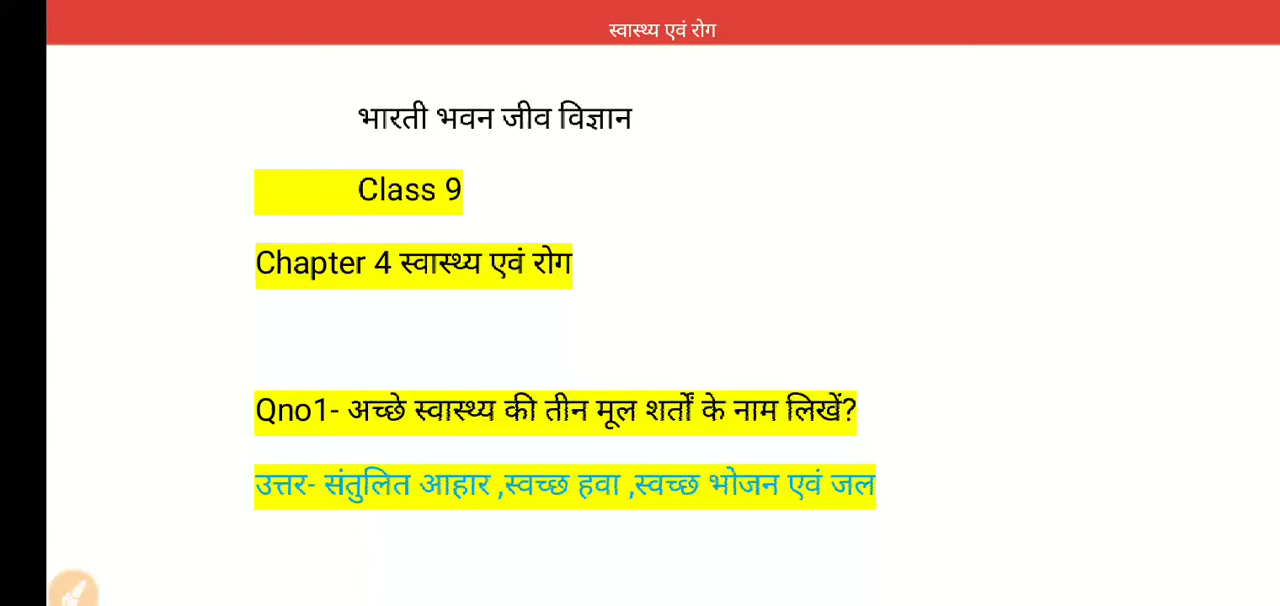 स्वास्थ्य एवं रोग
भारती भवन जीव विज्ञान
Class 9
Chapter 4 स्वास्थ्य एवं रोग
Qno1- अच्छे स्वास्थ्य की तीन मूल शर्तों के नाम लिखें?
उत्तर- संतुलित आहार ,स्वच्छ हवा ,स्वच्छ भोजन एवं जल